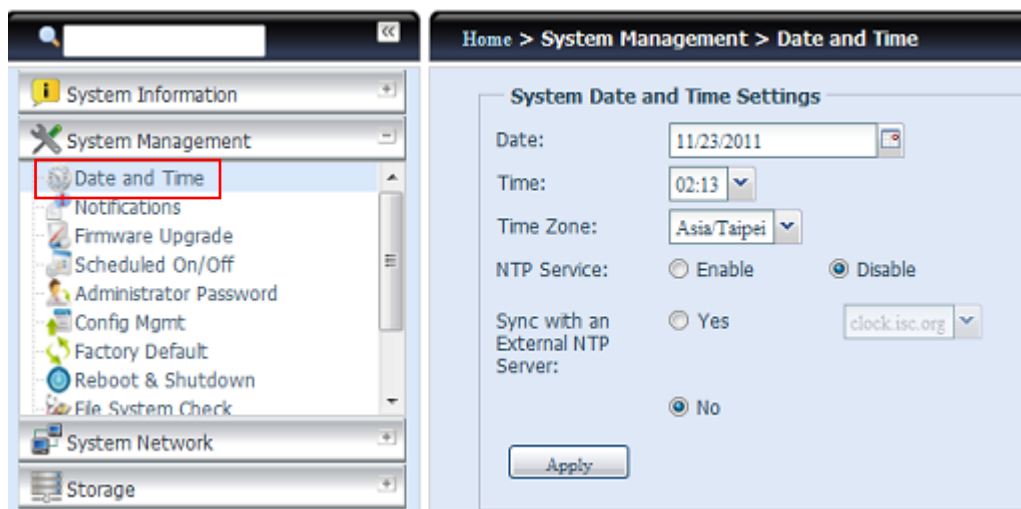 Home > System Management > Date and Time
System Information
System Management
Date and Time
Notifications
Firmware Upgrade
Scheduled On/Off
Administrator Password
Config Mgmt
Factory Default
Reboot & Shutdown
File System Check
System Network
Storage
System Date and Time Settings
Date: 11/23/2011
Time: 02:13
Time Zone: Asia/Taipei
NTP Service: Enable Disable
Sync with an Yes clock.isc.org
External NTP
Server:
No
Apply